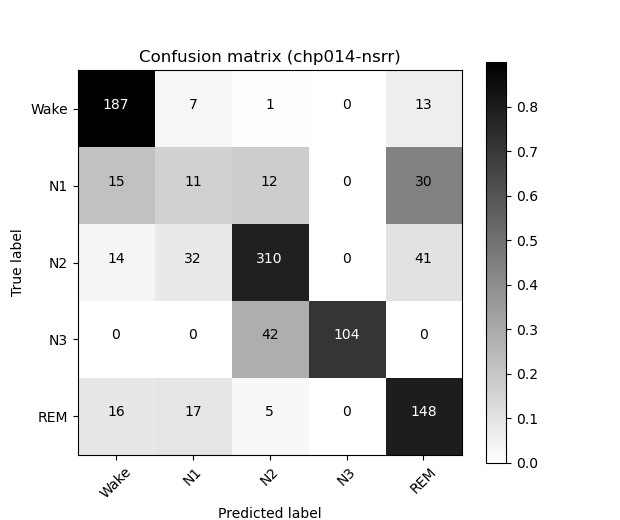 Confusion matrix (chp014-nsrr)
Wake 187 7 1 0 13
N1 15 11 12 0 30
N2 14 32 310 0 41
N3 0 0 42 104 0
REM 16 17 5 0 148
Wake N1 N2 N3 REM
Predicted label
True label
0.8
0.7
0.6
0.5
0.4
0.3
0.2
0.1
0.0